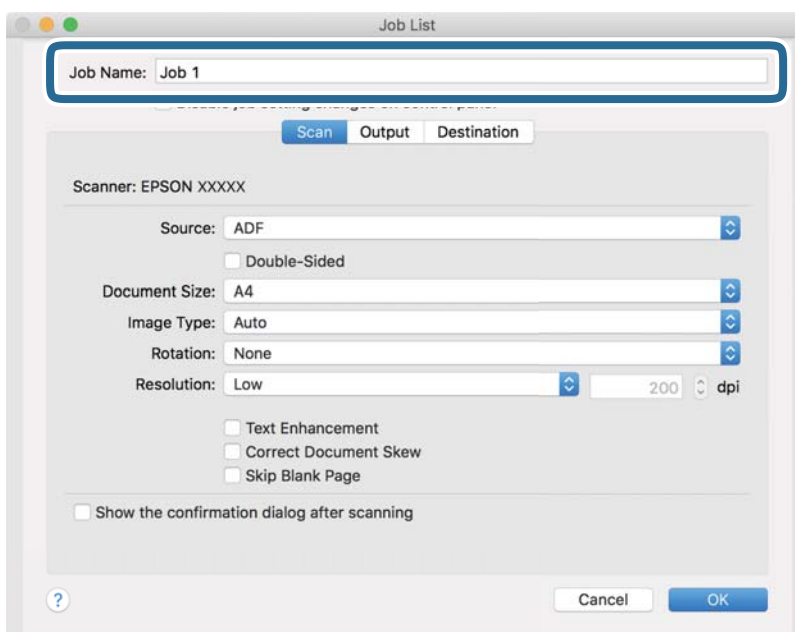 Job List
Job Name: Job 1
Scan Output Destination
Scanner: EPSON XXXXX
Source: ADF
Double-Sided
Document Size: A4
Image Type: Auto
Rotation: None
Resolution: Low 200 dpi
Text Enhancement
Correct Document Skew
Skip Blank Page
Show the confirmation dialog after scanning
? Cancel OK